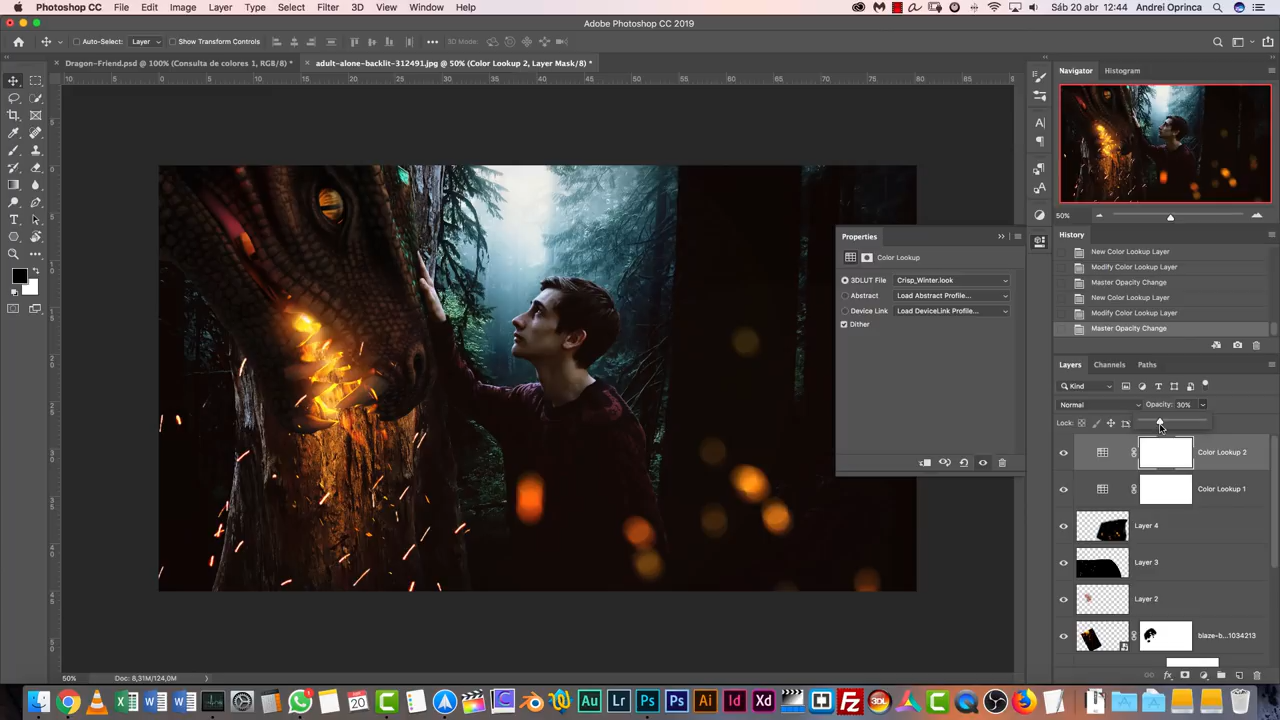 Photoshop CC File Edit Image Layer Type Select Filter 3D View Window Help
Sáb 20 abr 12:44 Andrei Oprinca
Adobe Photoshop CC 2019
Auto-Select: Layer Show Transform Controls 3D Mode:
Dragon-Friend.psd @ 100% (Consulta de colores 1, RGB/8) *
adult-alone-backlit-312491.jpg @ 50% (Color Lookup 2, Layer Mask/8) *
Navigator Histogram
50%
History
New Color Lookup Layer
Modify Color Lookup Layer
Master Opacity Change
New Color Lookup Layer
Modify Color Lookup Layer
Master Opacity Change
Properties
Color Lookup
3DLUT File Crisp_Winter.look
Abstract Load Abstract Profile...
Device Link Load DeviceLink Profile...
Dither
Layers Channels Paths
Kind
Normal Opacity: 30%
Lock:
Color Lookup 2
Color Lookup 1
Layer 4
Layer 3
Layer 2
blaze-b...1034213
50% Doc: 8,31M/124,0M